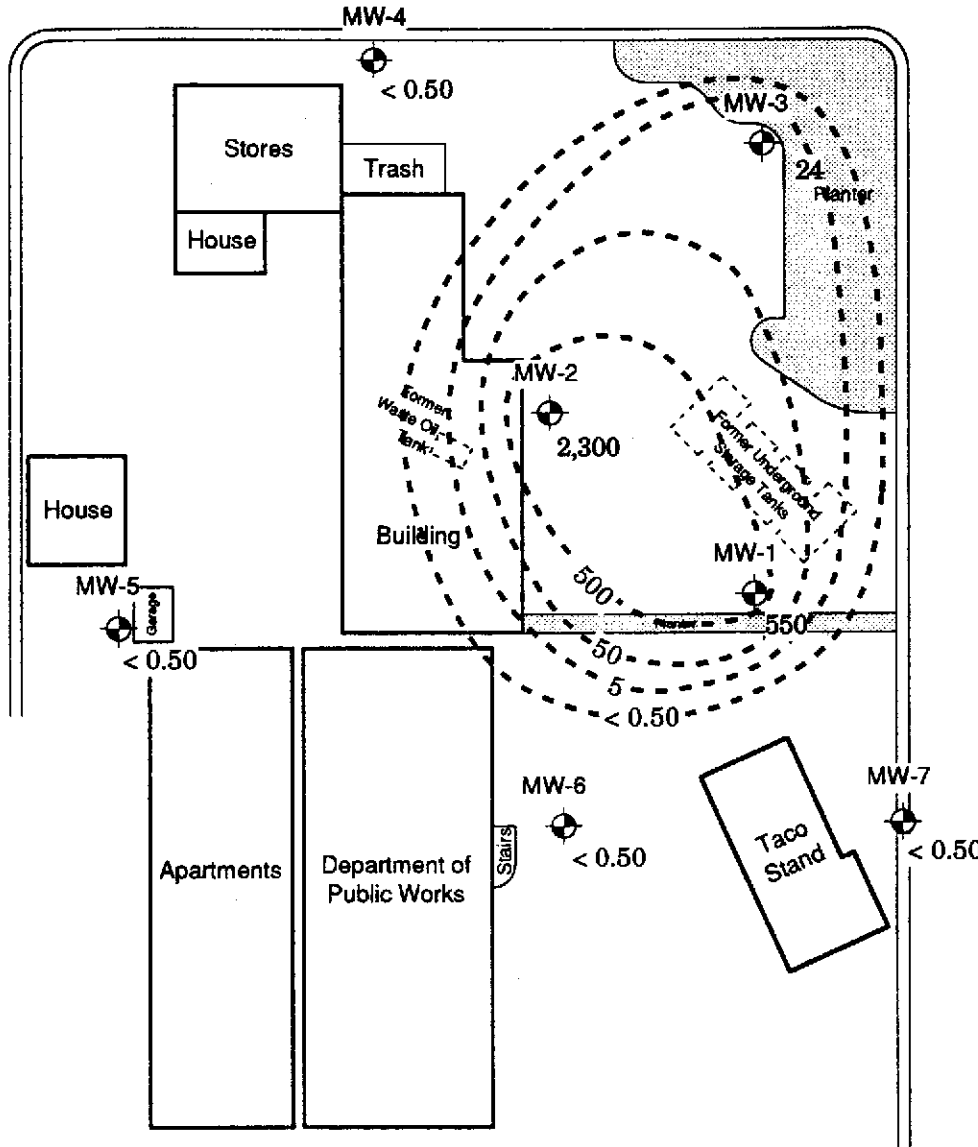 MW-4
< 0.50
Stores
Trash
House
MW-3
24
Planter
MW-2
2,300
Former
Waste Oil
Tank
Former Underground
Storage Tanks
House
Building
MW-1
550
MW-5
Garage
< 0.50
Planter
500
50
5
< 0.50
MW-6
< 0.50
MW-7
< 0.50
Stairs
Taco
Stand
Apartments
Department of
Public Works